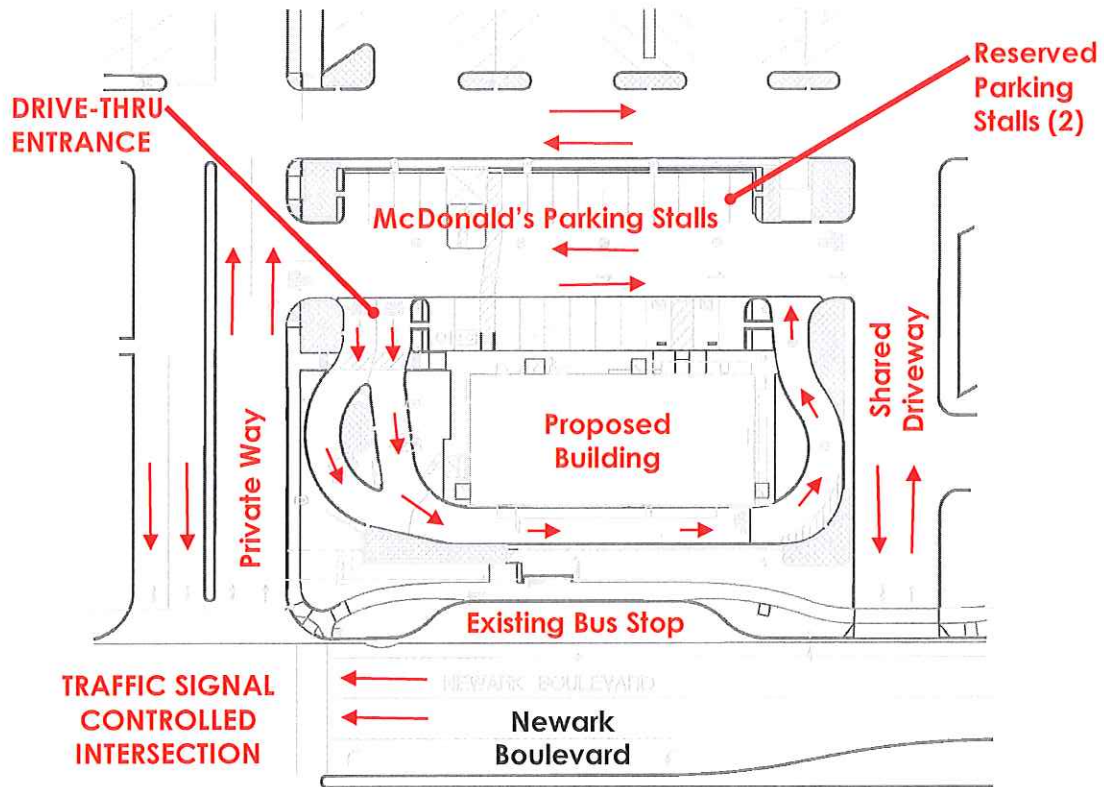 Reserved
Parking
Stalls (2)
DRIVE-THRU
ENTRANCE
McDonald's Parking Stalls
Shared
Driveway
Proposed
Building
Private Way
Existing Bus Stop
TRAFFIC SIGNAL
CONTROLLED
INTERSECTION
NEWARK BOULEVARD
Newark
Boulevard